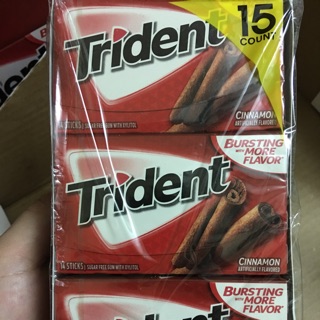 15
COUNT
Trident
CINNAMON
ARTIFICIALLY FLAVORED
STICKS | SUGAR FREE GUM WITH XYLITOL
BURSTING
WITH MORE
FLAVOR
Trident
CINNAMON
ARTIFICIALLY FLAVORED
14 STICKS | SUGAR FREE GUM WITH XYLITOL
BURSTING
WITH MORE
FLAVOR
Trident